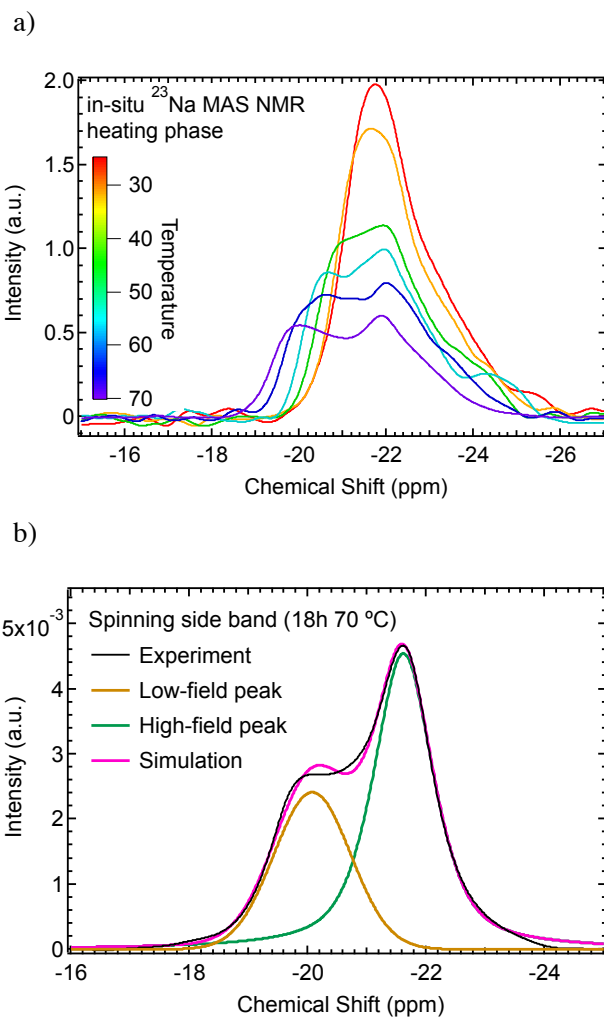 a)
2.0
1.5
1.0
0.5
0
in-situ ²³Na MAS NMR
heating phase
30
40
50
60
70
Temperature
Intensity (a.u.)
-16
-18
-20
-22
-24
-26
Chemical Shift (ppm)
b)
5x10⁻³
4
3
2
1
0
Spinning side band (18h 70 ºC)
Experiment
Low-field peak
High-field peak
Simulation
Intensity (a.u.)
-16
-18
-20
-22
-24
Chemical Shift (ppm)